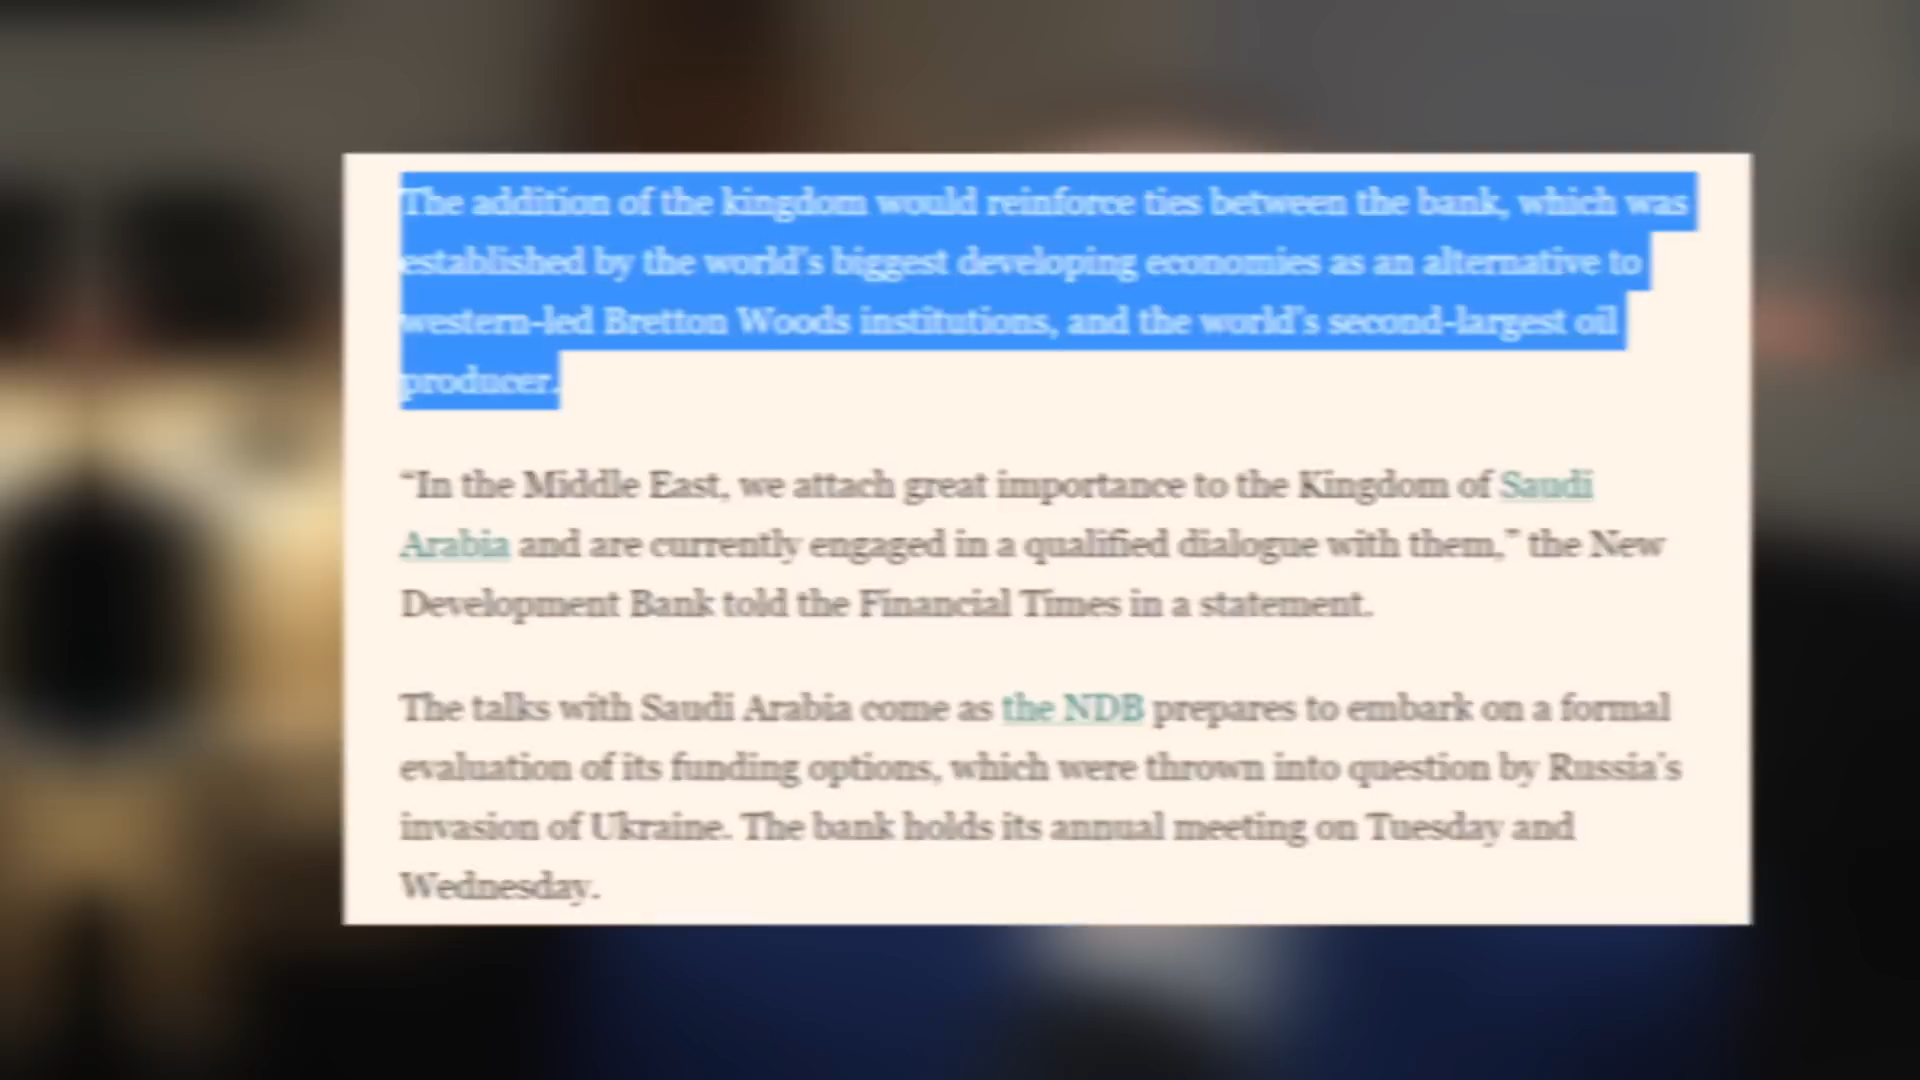 The addition of the kingdom would reinforce ties between the bank, which was
established by the world's biggest developing economies as an alternative to
western-led Bretton Woods institutions, and the world's second-largest oil
producer.
“In the Middle East, we attach great importance to the Kingdom of Saudi
Arabia and are currently engaged in a qualified dialogue with them,” the New
Development Bank told the Financial Times in a statement.
The talks with Saudi Arabia come as the NDB prepares to embark on a formal
evaluation of its funding options, which were thrown into question by Russia's
invasion of Ukraine. The bank holds its annual meeting on Tuesday and
Wednesday.